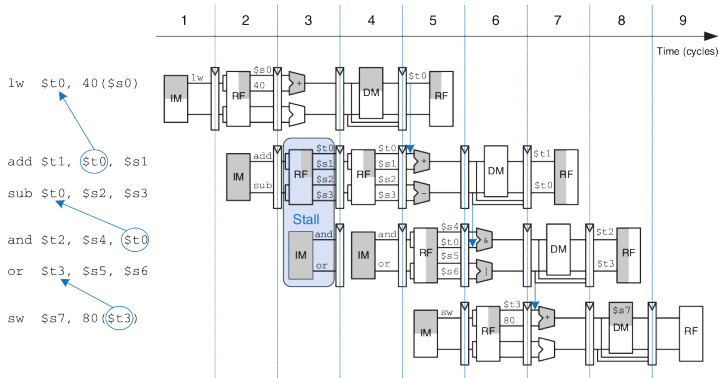 1 2 3 4 5 6 7 8 9
Time (cycles)
lw $t0, 40($s0)
IM lw RF $s0 40 + DM $t0 RF
add $t1, $t0, $s1
sub $t0, $s2, $s3
IM add sub RF $t0 $s1 $s2 $s3 RF $t0 $s1 $s2 $s3 + - DM $t1 $t0 RF
Stall
and $t2, $s4, $t0
or $t3, $s5, $s6
IM and or IM and or RF $s4 $t0 $s5 $s6 & | DM $t2 $t3 RF
sw $s7, 80($t3)
IM sw RF $t3 80 + $s7 DM RF